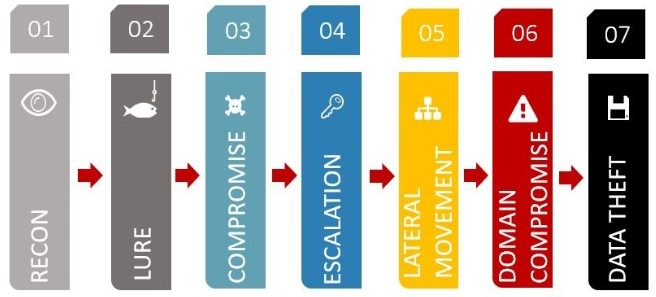 01
02
03
04
05
06
07
RECON
LURE
COMPROMISE
ESCALATION
LATERAL
MOVEMENT
DOMAIN
COMPROMISE
DATA THEFT